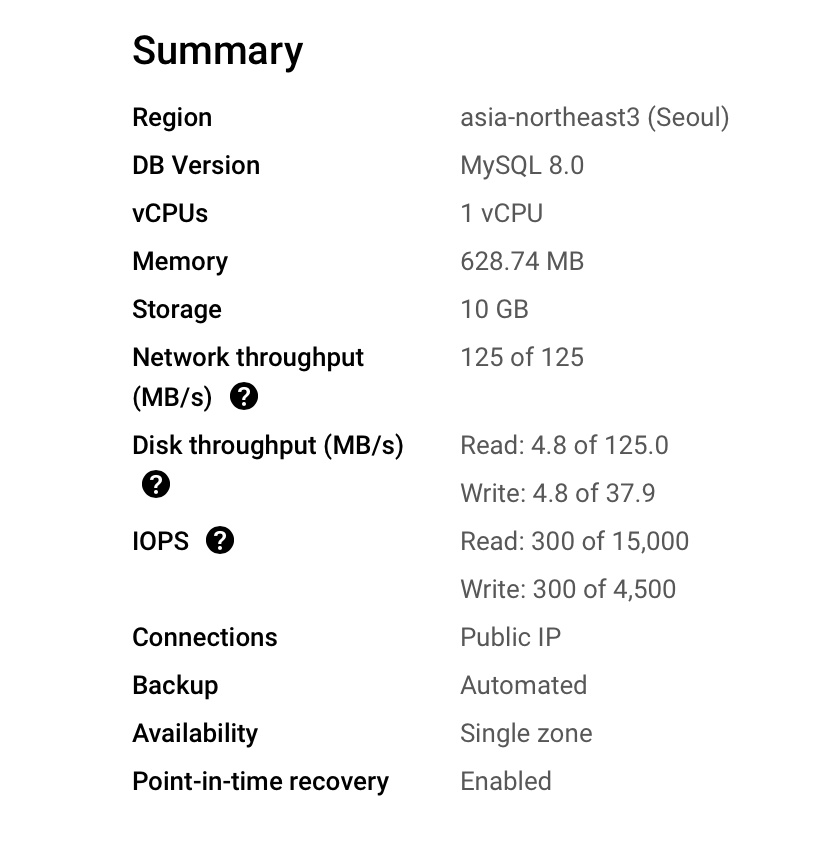 Summary
Region asia-northeast3 (Seoul)
DB Version MySQL 8.0
vCPUs 1 vCPU
Memory 628.74 MB
Storage 10 GB
Network throughput 125 of 125
(MB/s) ?
Disk throughput (MB/s) Read: 4.8 of 125.0
?
Write: 4.8 of 37.9
IOPS ? Read: 300 of 15,000
Write: 300 of 4,500
Connections Public IP
Backup Automated
Availability Single zone
Point-in-time recovery Enabled